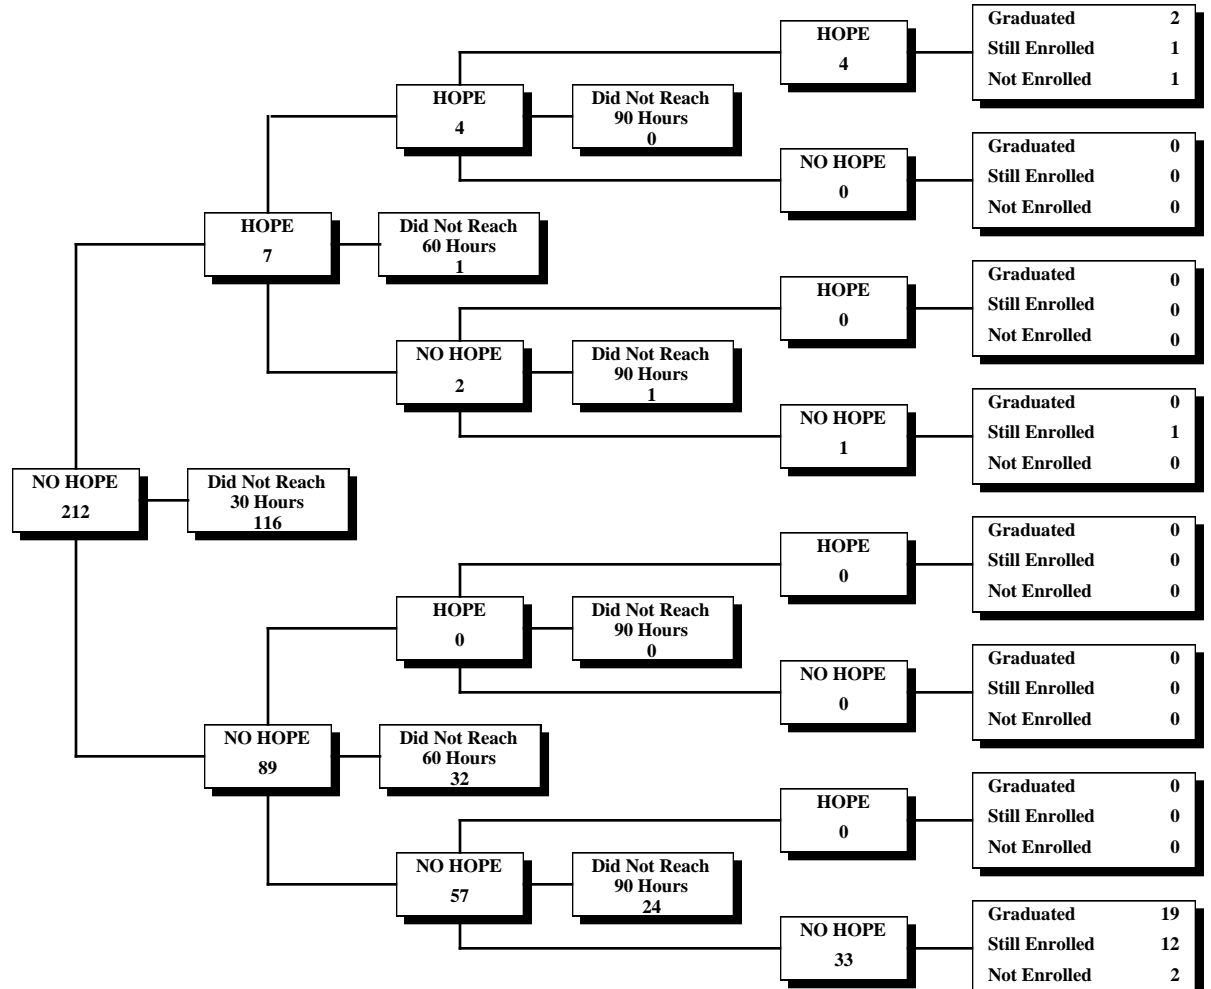 Graduated 2
Still Enrolled 1
Not Enrolled 1
HOPE
4
HOPE
4
Did Not Reach
90 Hours
0
NO HOPE
0
Graduated 0
Still Enrolled 0
Not Enrolled 0
HOPE
7
Did Not Reach
60 Hours
1
HOPE
0
Graduated 0
Still Enrolled 0
Not Enrolled 0
NO HOPE
2
Did Not Reach
90 Hours
1
NO HOPE
1
Graduated 0
Still Enrolled 1
Not Enrolled 0
NO HOPE
212
Did Not Reach
30 Hours
116
HOPE
0
Graduated 0
Still Enrolled 0
Not Enrolled 0
HOPE
0
Did Not Reach
90 Hours
0
NO HOPE
0
Graduated 0
Still Enrolled 0
Not Enrolled 0
NO HOPE
89
Did Not Reach
60 Hours
32
HOPE
0
Graduated 0
Still Enrolled 0
Not Enrolled 0
NO HOPE
57
Did Not Reach
90 Hours
24
NO HOPE
33
Graduated 19
Still Enrolled 12
Not Enrolled 2